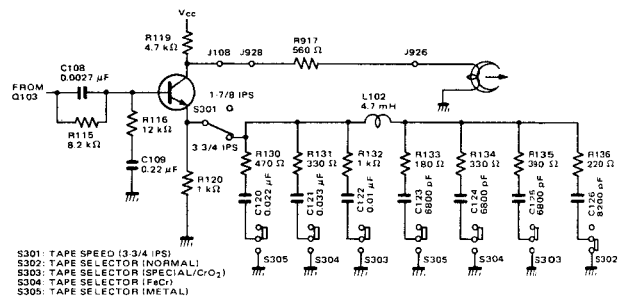 Vcc
R119
4.7 kΩ
J108
J928
R917
560 Ω
J926
C108
0.0027 µF
FROM
Q103
R115
8.2 kΩ
R116
12 kΩ
C109
0.22 µF
S301
1-7/8 IPS
3-3/4 IPS
R120
1 kΩ
L102
4.7 mH
R130
470 Ω
R131
330 Ω
R132
1 kΩ
R133
180 Ω
R134
330 Ω
R135
390 Ω
R136
220 Ω
C120
0.022 µF
C121
0.033 µF
C122
0.01 µF
C123
6800 pF
C124
6800 pF
6800 pF
C126
8200 pF
S305
S304
S303
S305
S304
S303
S302
S301: TAPE SPEED (3-3/4 IPS)
S302: TAPE SELECTOR (NORMAL)
S303: TAPE SELECTOR (SPECIAL/CrO₂)
S304: TAPE SELECTOR (FeCr)
S305: TAPE SELECTOR (METAL)